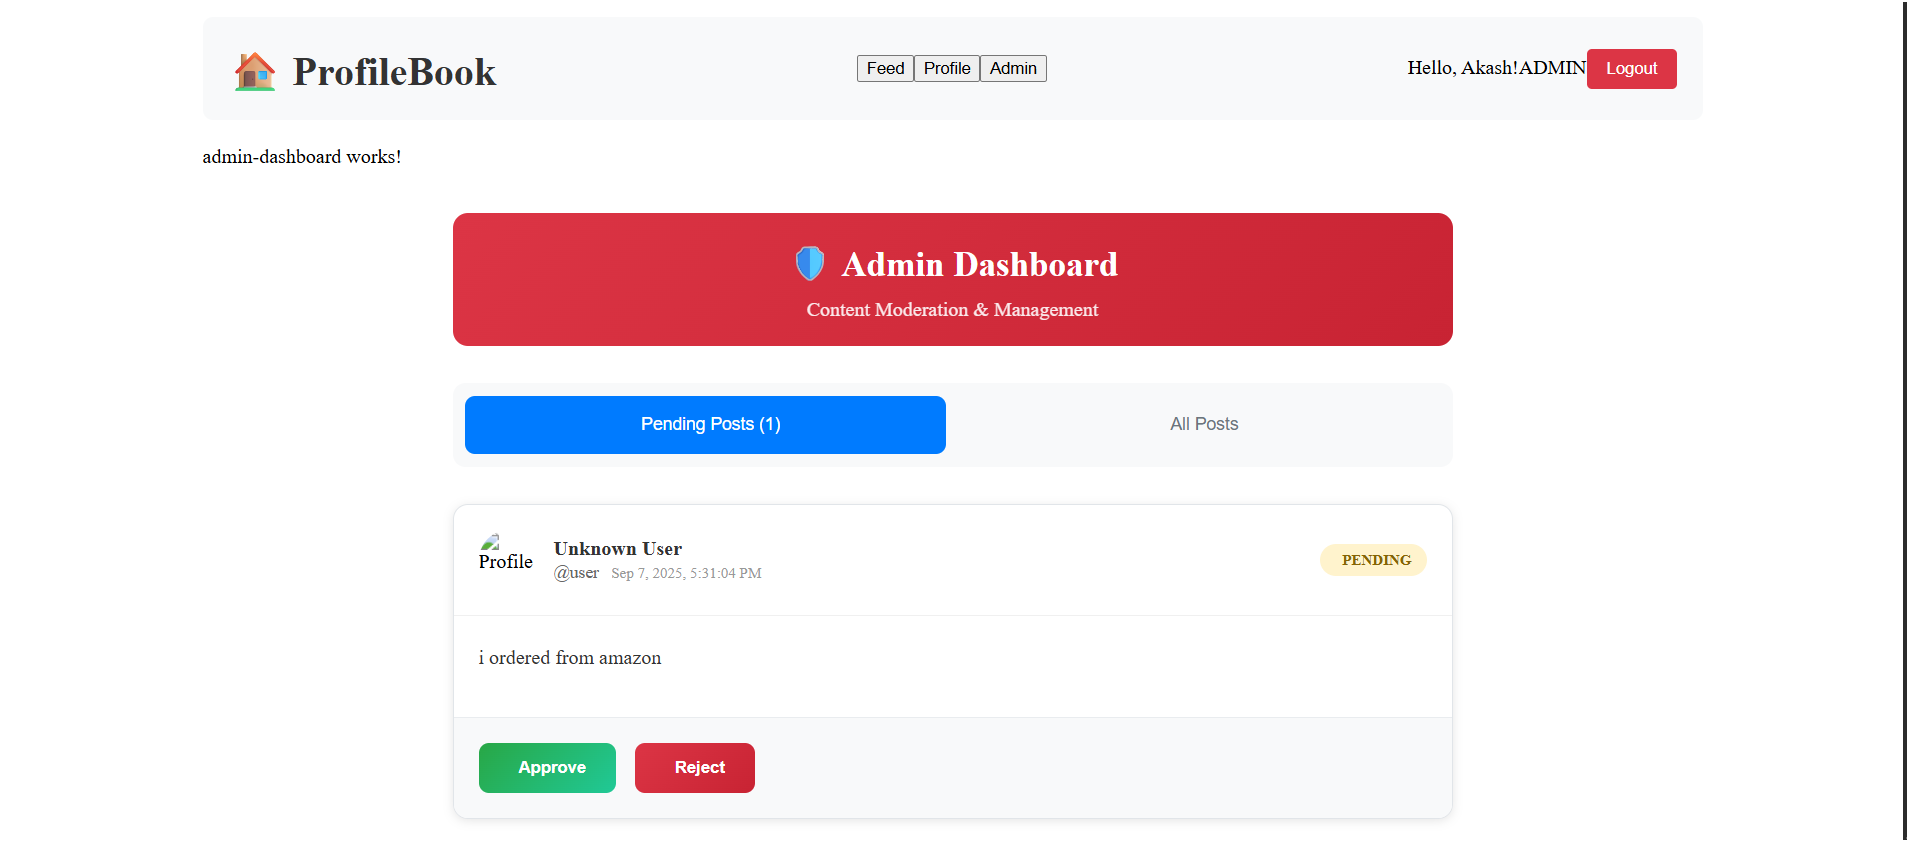 ProfileBook
Feed Profile Admin
Hello, Akash!ADMIN Logout
admin-dashboard works!
Admin Dashboard
Content Moderation & Management
Pending Posts (1) All Posts
Profile
Unknown User
@user Sep 7, 2025, 5:31:04 PM
PENDING
i ordered from amazon
Approve Reject